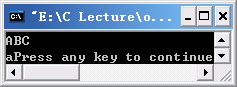 "E:\C Lecture\o...
ABC
aPress any key to continue